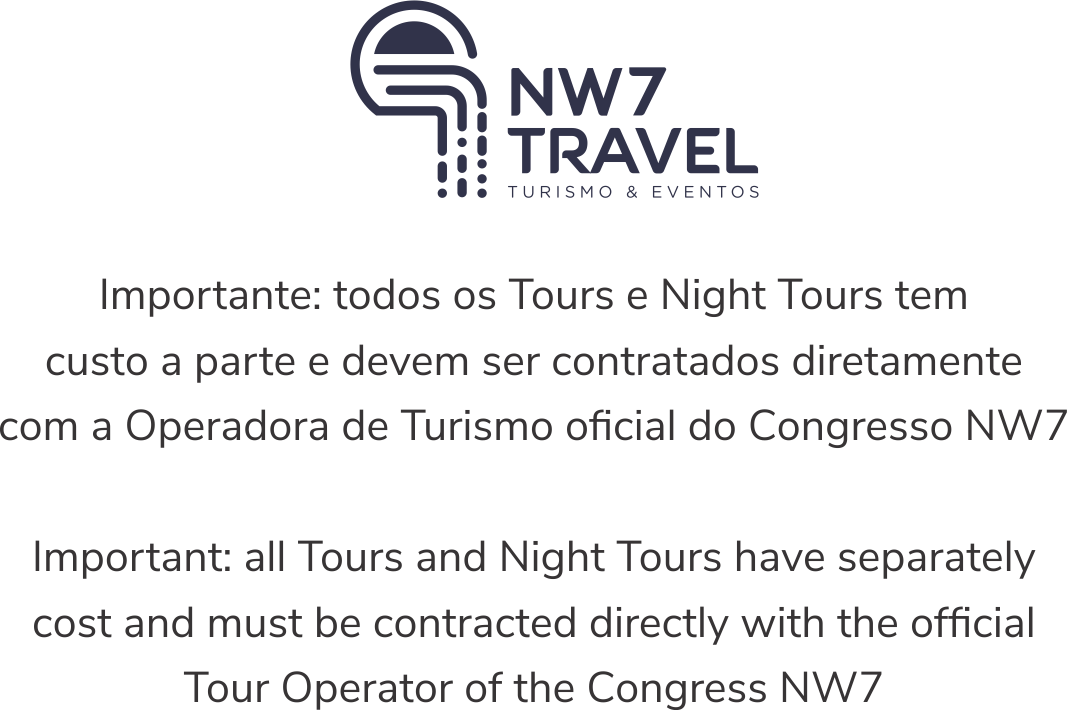 NW7
TRAVEL
TURISMO & EVENTOS
Importante: todos os Tours e Night Tours tem
custo a parte e devem ser contratados diretamente
com a Operadora de Turismo oficial do Congresso NW7
Important: all Tours and Night Tours have separately
cost and must be contracted directly with the official
Tour Operator of the Congress NW7